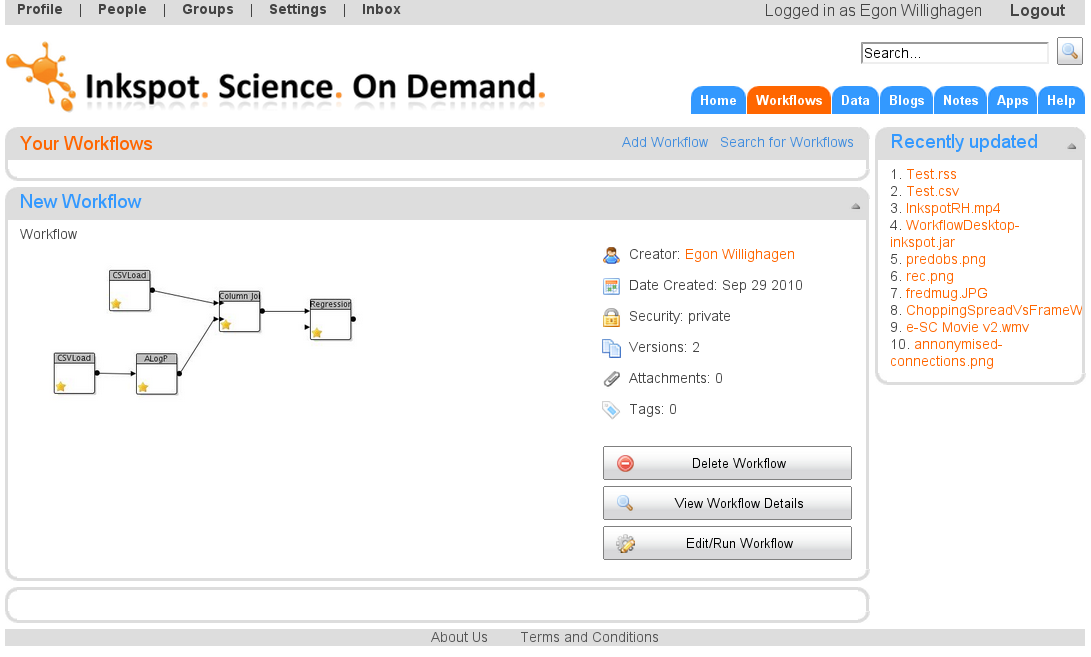 Profile | People | Groups | Settings | Inbox
Logged in as Egon Willighagen Logout
Search...
Inkspot. Science. On Demand.
Home Workflows Data Blogs Notes Apps Help
Your Workflows
Add Workflow Search for Workflows
New Workflow
Workflow
CSVLoad
Column Joi
Regression
CSVLoad
ALogP
Creator: Egon Willighagen
Date Created: Sep 29 2010
Security: private
Versions: 2
Attachments: 0
Tags: 0
Delete Workflow
View Workflow Details
Edit/Run Workflow
Recently updated
1. Test.rss
2. Test.csv
3. InkspotRH.mp4
4. WorkflowDesktop-
inkspot.jar
5. predobs.png
6. rec.png
7. fredmug.JPG
8. ChoppingSpreadVsFrameW
9. e-SC Movie v2.wmv
10. annonymised-
connections.png
About Us Terms and Conditions